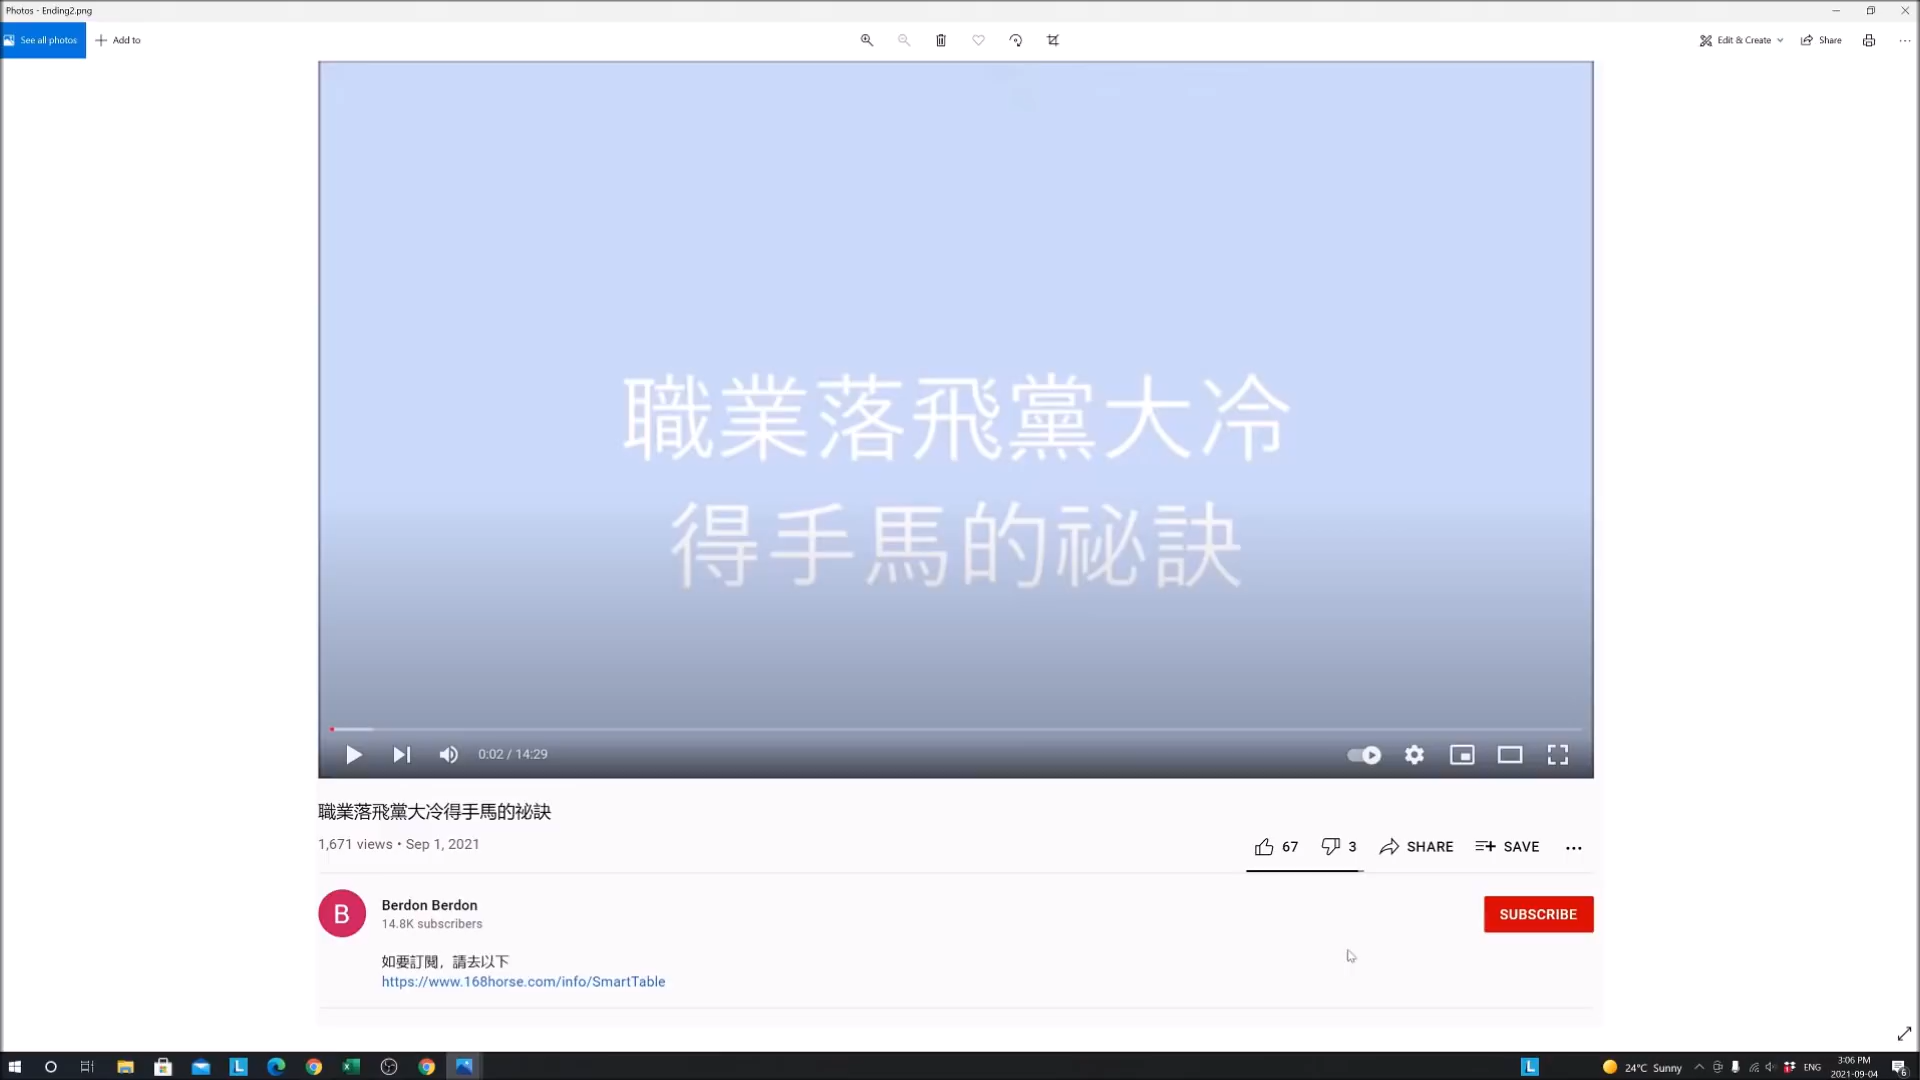 Photos - Ending2.png
See all photos
Add to
Edit & Create
Share
職業落飛黨大冷
得手馬的祕訣
0:02 / 14:29
職業落飛黨大冷得手馬的祕訣
1,671 views • Sep 1, 2021
67
3
SHARE
SAVE
B
Berdon Berdon
14.8K subscribers
SUBSCRIBE
如要訂閱，請去以下
https://www.168horse.com/info/SmartTable
L
L
24°C Sunny
ENG
3:06 PM
2021-09-04
6